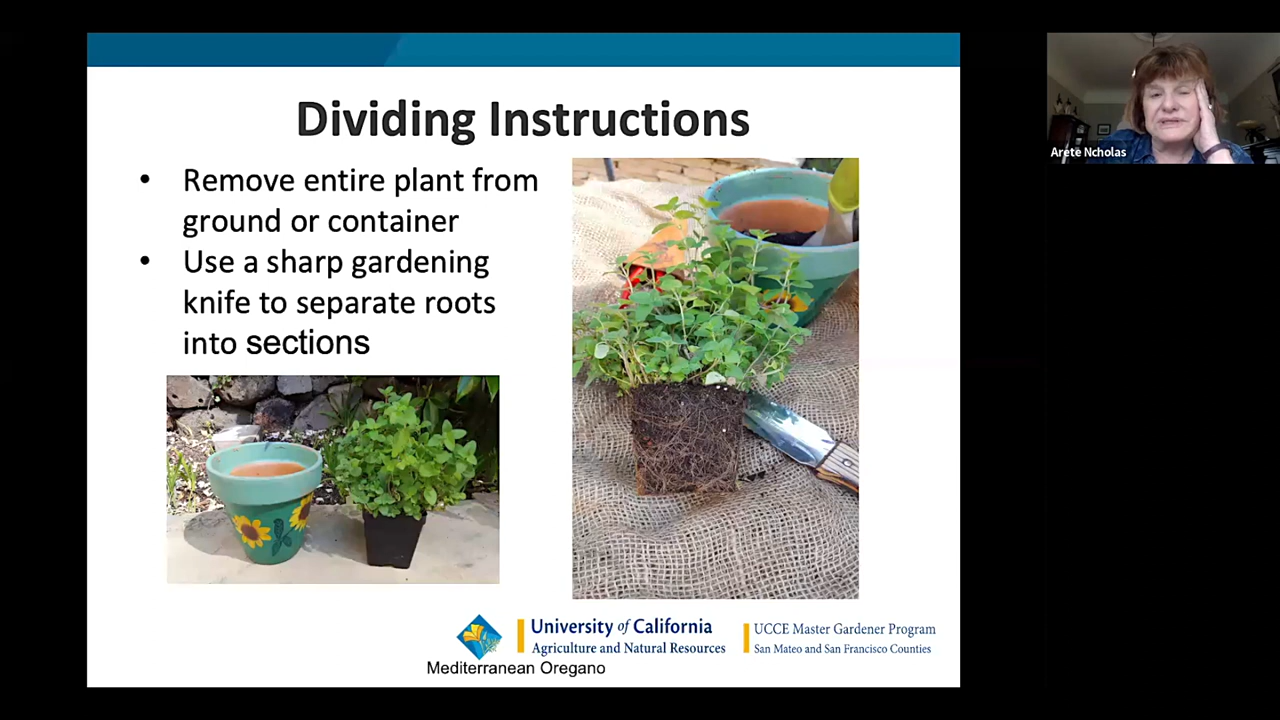 Dividing Instructions
• Remove entire plant from
ground or container
• Use a sharp gardening
knife to separate roots
into sections
University of California
Agriculture and Natural Resources
UCCE Master Gardener Program
San Mateo and San Francisco Counties
Mediterranean Oregano
Arete Ncholas